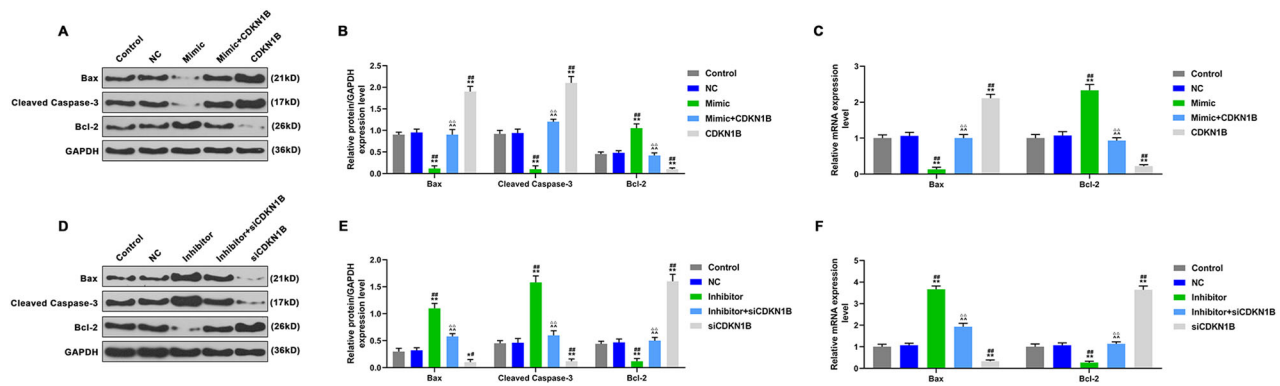 A
Control
NC
Mimic
Mimic+CDKN1B
CDKN1B
Bax
(21kD)
Cleaved Caspase-3
(17kD)
Bcl-2
(26kD)
GAPDH
(36kD)
B
Relative protein/GAPDH
expression level
2.5
2.0
1.5
1.0
0.5
0.0
##
**
##
**
##
**
##
**
##
**
##
**
△△
^^
△△
^^
△△
^^
Bax
Cleaved Caspase-3
Bcl-2
Control
NC
Mimic
Mimic+CDKN1B
CDKN1B
C
Relative mRNA expression
level
3
2
1
0
##
**
##
**
##
**
##
**
△△
^^
△△
^^
Bax
Bcl-2
Control
NC
Mimic
Mimic+CDKN1B
CDKN1B
D
Control
NC
Inhibitor
Inhibitor+siCDKN1B
siCDKN1B
Bax
(21kD)
Cleaved Caspase-3
(17kD)
Bcl-2
(26kD)
GAPDH
(36kD)
E
Relative protein/GAPDH
expression level
2.0
1.5
1.0
0.5
0.0
##
**
△△
^^
*#
##
**
△△
^^
##
**
##
**
△△
^^
##
**
Bax
Cleaved Caspase-3
Bcl-2
Control
NC
Inhibitor
Inhibitor+siCDKN1B
siCDKN1B
F
Relative mRNA expression
level
5
4
3
2
1
0
##
**
△△
^^
##
**
##
**
△△
^^
##
**
Bax
Bcl-2
Control
NC
Inhibitor
Inhibitor+siCDKN1B
siCDKN1B